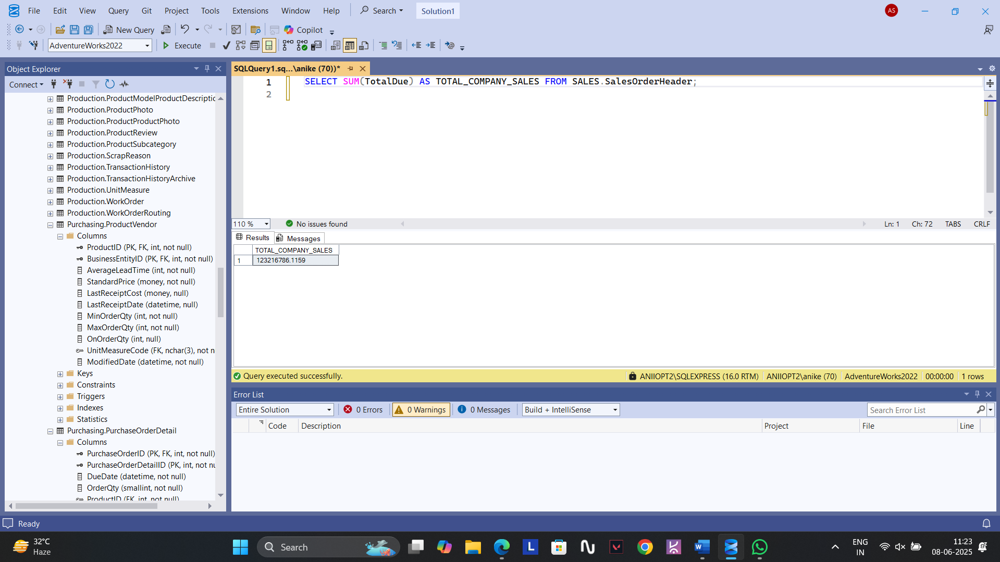 File Edit View Query Git Project Tools Extensions Window Help Search Solution1 AS
New Query Copilot
AdventureWorks2022 Execute
Object Explorer
Connect
Production.ProductModelProductDescriptic
Production.ProductPhoto
Production.ProductProductPhoto
Production.ProductReview
Production.ProductSubcategory
Production.ScrapReason
Production.TransactionHistory
Production.TransactionHistoryArchive
Production.UnitMeasure
Production.WorkOrder
Production.WorkOrderRouting
Purchasing.ProductVendor
Columns
ProductID (PK, FK, int, not null)
BusinessEntityID (PK, FK, int, not null)
AverageLeadTime (int, not null)
StandardPrice (money, not null)
LastReceiptCost (money, null)
LastReceiptDate (datetime, null)
MinOrderQty (int, not null)
MaxOrderQty (int, not null)
OnOrderQty (int, null)
UnitMeasureCode (FK, nchar(3), not n
ModifiedDate (datetime, not null)
Keys
Constraints
Triggers
Indexes
Statistics
Purchasing.PurchaseOrderDetail
Columns
PurchaseOrderID (PK, FK, int, not null)
PurchaseOrderDetailID (PK, int, not nu
DueDate (datetime, not null)
OrderQty (smallint, not null)
ProductID (FK, int, not null)
SQLQuery1.sq...\anike (70))*
1 SELECT SUM(TotalDue) AS TOTAL_COMPANY_SALES FROM SALES.SalesOrderHeader;
2
110 % No issues found Ln: 1 Ch: 72 TABS CRLF
Results Messages
TOTAL_COMPANY_SALES
1 123216786.1159
Query executed successfully. ANIIOPT2\SQLEXPRESS (16.0 RTM) ANIIOPT2\anike (70) AdventureWorks2022 00:00:00 1 rows
Error List
Entire Solution 0 Errors 0 Warnings 0 Messages Build + IntelliSense Search Error List
Code Description Project File Line
Ready
32°C
Haze
Search
ENG
IN
11:23
08-06-2025